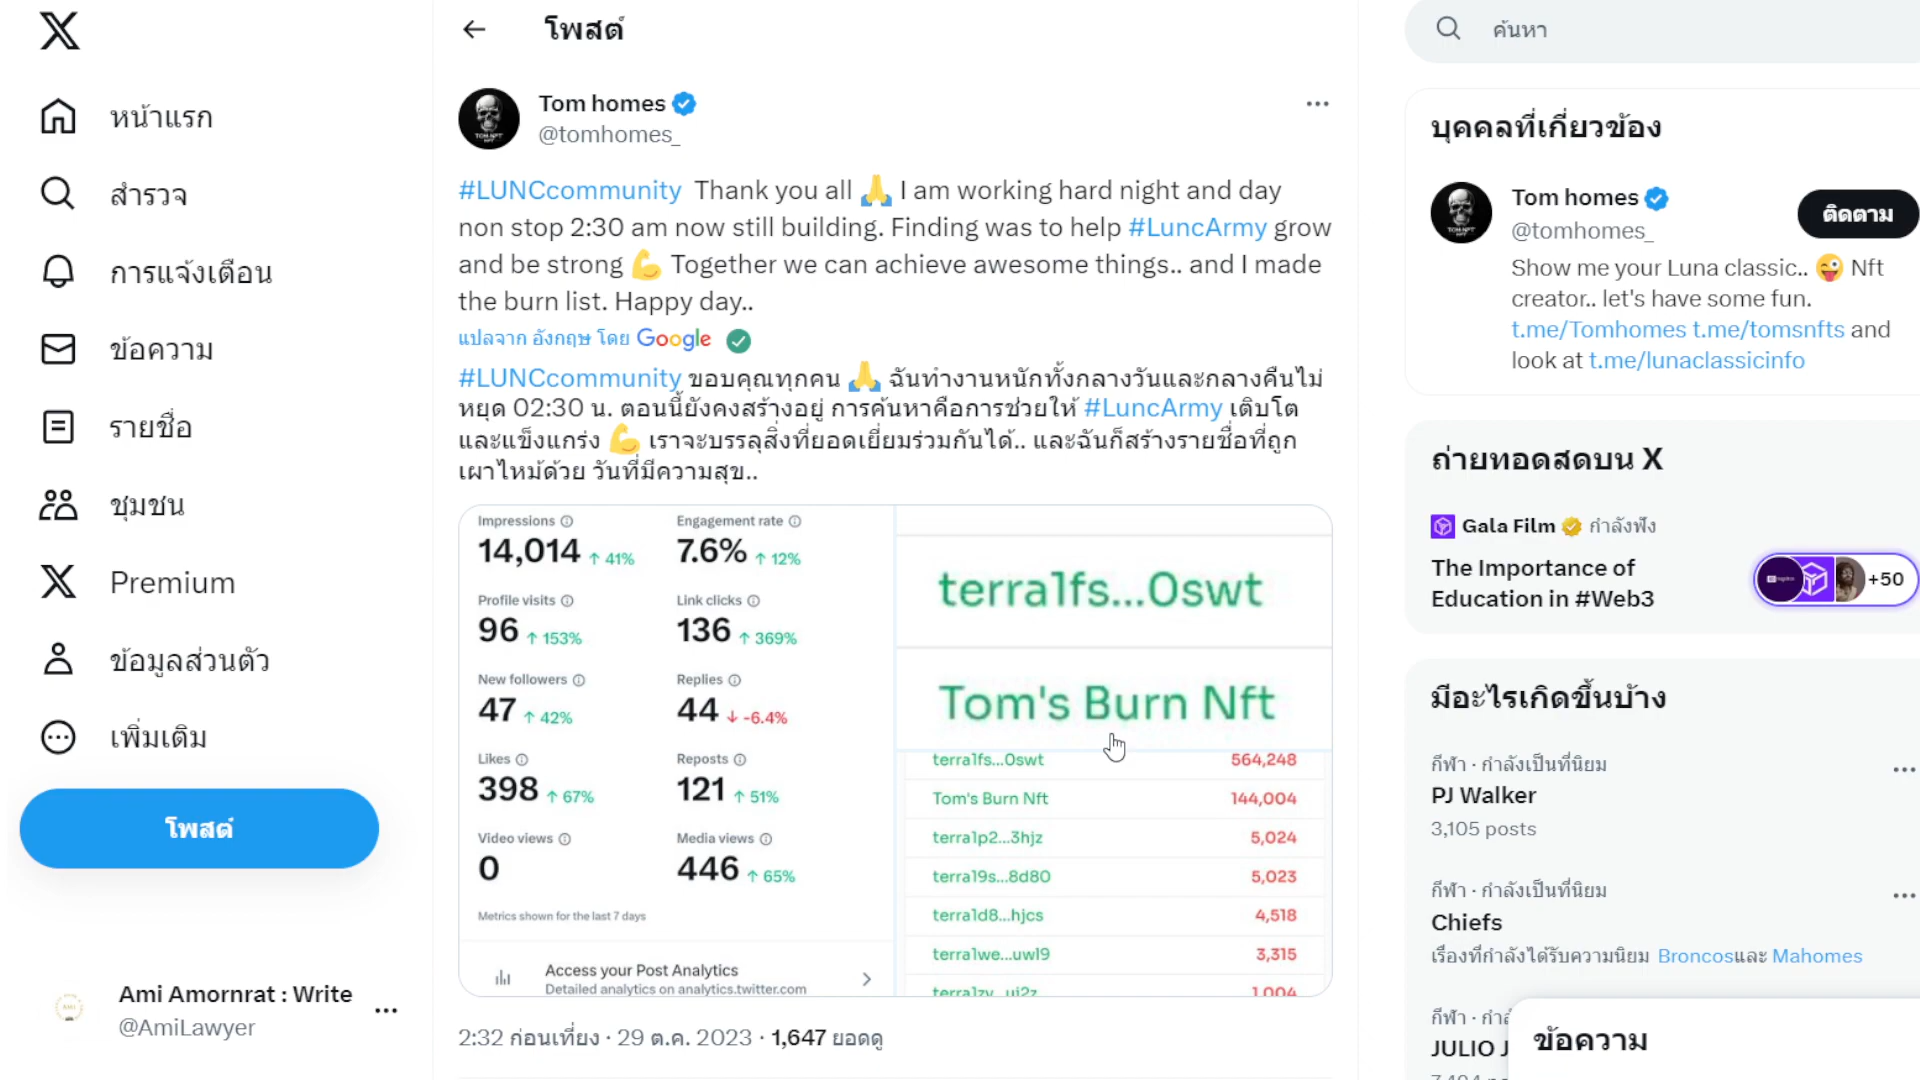 หน้าแรก
สำรวจ
การแจ้งเตือน
ข้อความ
รายชื่อ
ชุมชน
Premium
ข้อมูลส่วนตัว
เพิ่มเติม
โพสต์
Ami Amornrat : Write
@AmiLawyer
โพสต์
Tom homes
@tomhomes_
#LUNCcommunity Thank you all 🙏 I am working hard night and day
non stop 2:30 am now still building. Finding was to help #LuncArmy grow
and be strong 💪 Together we can achieve awesome things.. and I made
the burn list. Happy day..
แปลจาก อังกฤษ โดย Google
#LUNCcommunity ขอบคุณทุกคน 🙏 ฉันทำงานหนักทั้งกลางวันและกลางคืนไม่
หยุด 02:30 น. ตอนนี้ยังคงสร้างอยู่ การค้นหาคือการช่วยให้ #LuncArmy เติบโต
และแข็งแกร่ง 💪 เราจะบรรลุสิ่งที่ยอดเยี่ยมร่วมกันได้.. และฉันก็สร้างรายชื่อที่ถูก
เผาไหม้ด้วย วันที่มีความสุข..
Impressions
14,014 ↑ 41%
Engagement rate
7.6% ↑ 12%
Profile visits
96 ↑ 153%
Link clicks
136 ↑ 369%
New followers
47 ↑ 42%
Replies
44 ↓ -6.4%
Likes
398 ↑ 67%
Reposts
121 ↑ 51%
Video views
0
Media views
446 ↑ 65%
Metrics shown for the last 7 days
Access your Post Analytics
Detailed analytics on analytics.twitter.com
terra1fs...0swt
Tom's Burn Nft
terra1fs...0swt 564,248
Tom's Burn Nft 144,004
terra1p2...3hjz 5,024
terra19s...8d80 5,023
terra1d8...hjcs 4,518
terra1we...uwl9 3,315
terra1zv...uj2z 1,004
2:32 ก่อนเที่ยง · 29 ต.ค. 2023 · 1,647 ยอดดู
ค้นหา
บุคคลที่เกี่ยวข้อง
Tom homes
@tomhomes_
ติดตาม
Show me your Luna classic.. 😜 Nft
creator.. let's have some fun.
t.me/Tomhomes t.me/tomsnfts and
look at t.me/lunaclassicinfo
ถ่ายทอดสดบน X
Gala Film กำลังฟัง
The Importance of
Education in #Web3
+50
มีอะไรเกิดขึ้นบ้าง
กีฬา · กำลังเป็นที่นิยม
PJ Walker
3,105 posts
กีฬา · กำลังเป็นที่นิยม
Chiefs
เรื่องที่กำลังได้รับความนิยม Broncosและ Mahomes
กีฬา · กำลั
JULIO J
ข้อความ